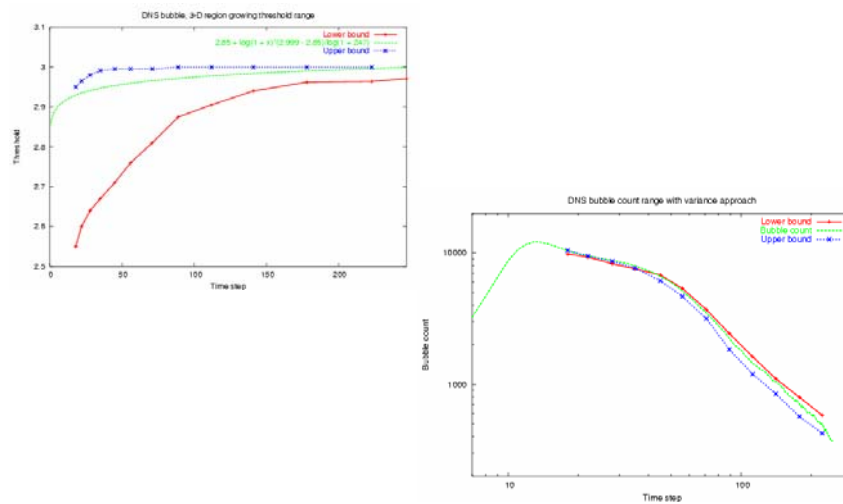 DNS bubble, 3-D region growing threshold range
Lower bound
Upper bound
3.1
3
2.9
2.8
2.7
2.6
2.5
Threshold
0
50
100
150
200
Time step
DNS bubble count range with variance approach
Lower bound
Bubble count
Upper bound
10000
1000
Bubble count
10
100
Time step